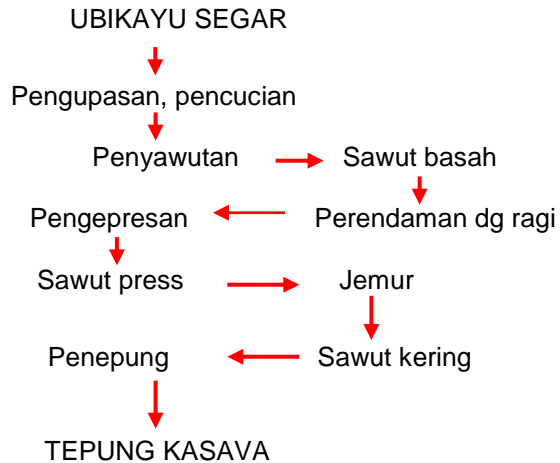 UBIKAYU SEGAR
Pengupasan, pencucian
Penyawutan
Sawut basah
Perendaman dg ragi
Pengepresan
Sawut press
Jemur
Sawut kering
Penepung
TEPUNG KASAVA